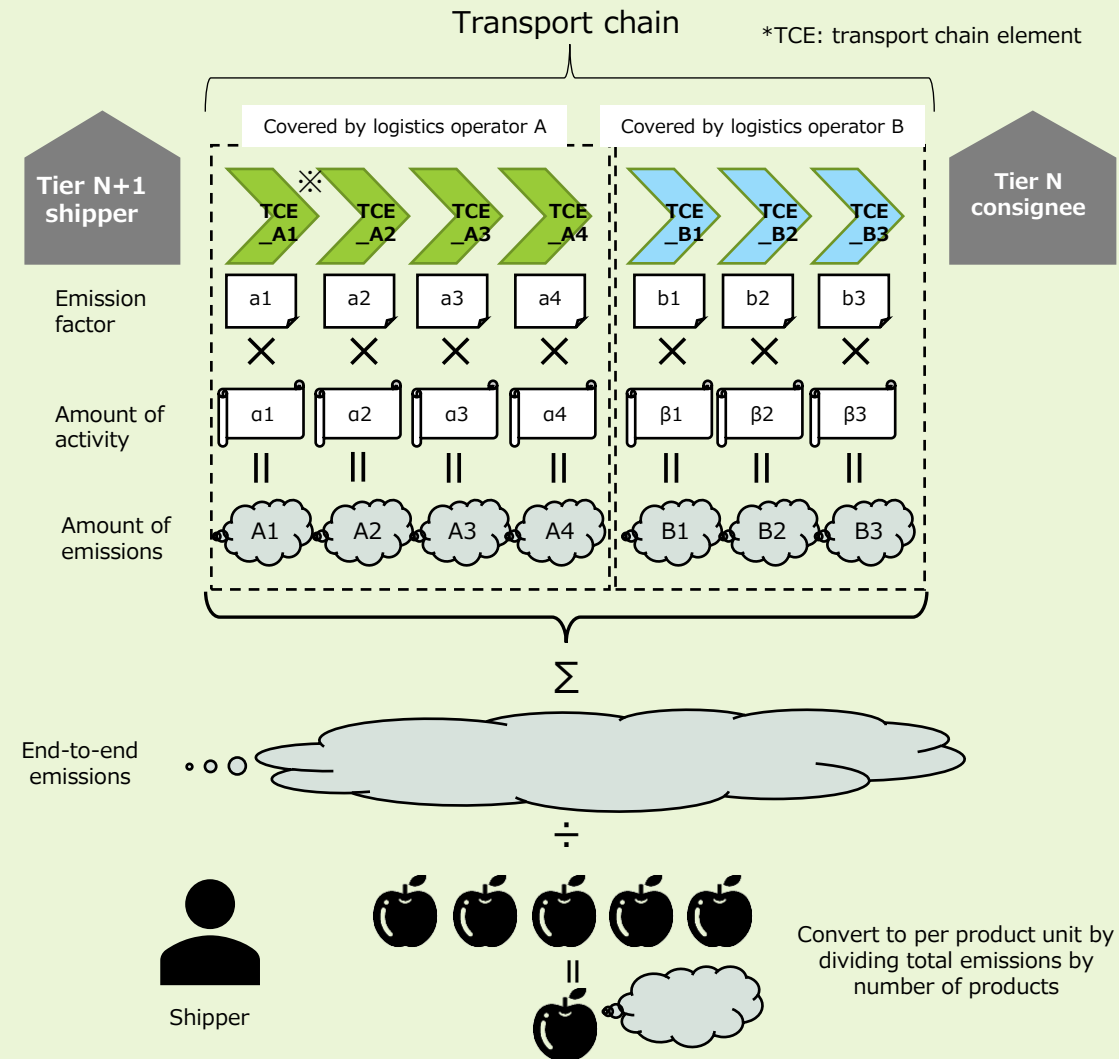 Transport chain
*TCE: transport chain element
Covered by logistics operator A
Covered by logistics operator B
Tier N+1
shipper
※
TCE
_A1
TCE
_A2
TCE
_A3
TCE
_A4
TCE
_B1
TCE
_B2
TCE
_B3
Tier N
consignee
Emission
factor
a1
a2
a3
a4
b1
b2
b3
× × × × × × ×
Amount of
activity
α1
α2
α3
α4
β1
β2
β3
= = = = = = =
Amount of
emissions
A1
A2
A3
A4
B1
B2
B3
Σ
End-to-end
emissions
÷
=
Shipper
Convert to per product unit by
dividing total emissions by
number of products